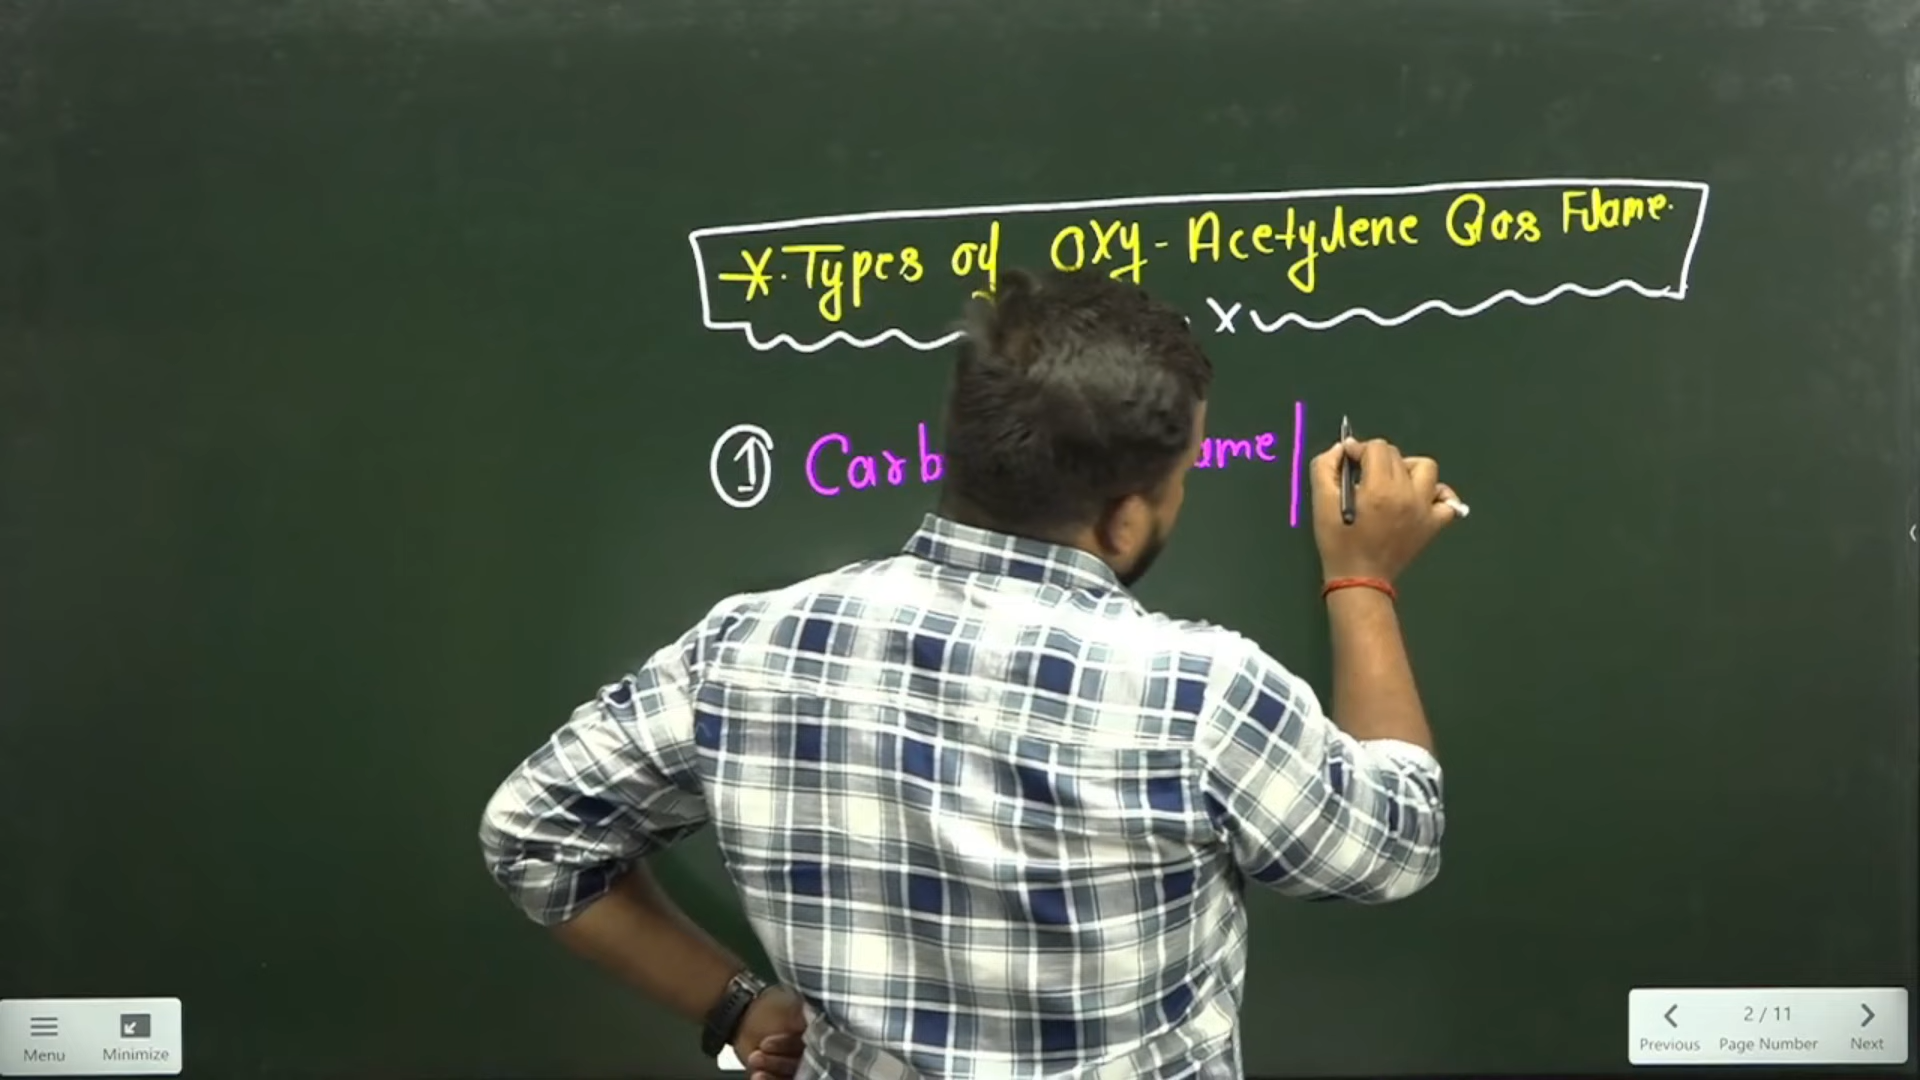 * Types of Oxy-Acetylene Gas Flame.
x
① Carb ame |
Menu
Minimize
2 / 11
Previous Page Number Next